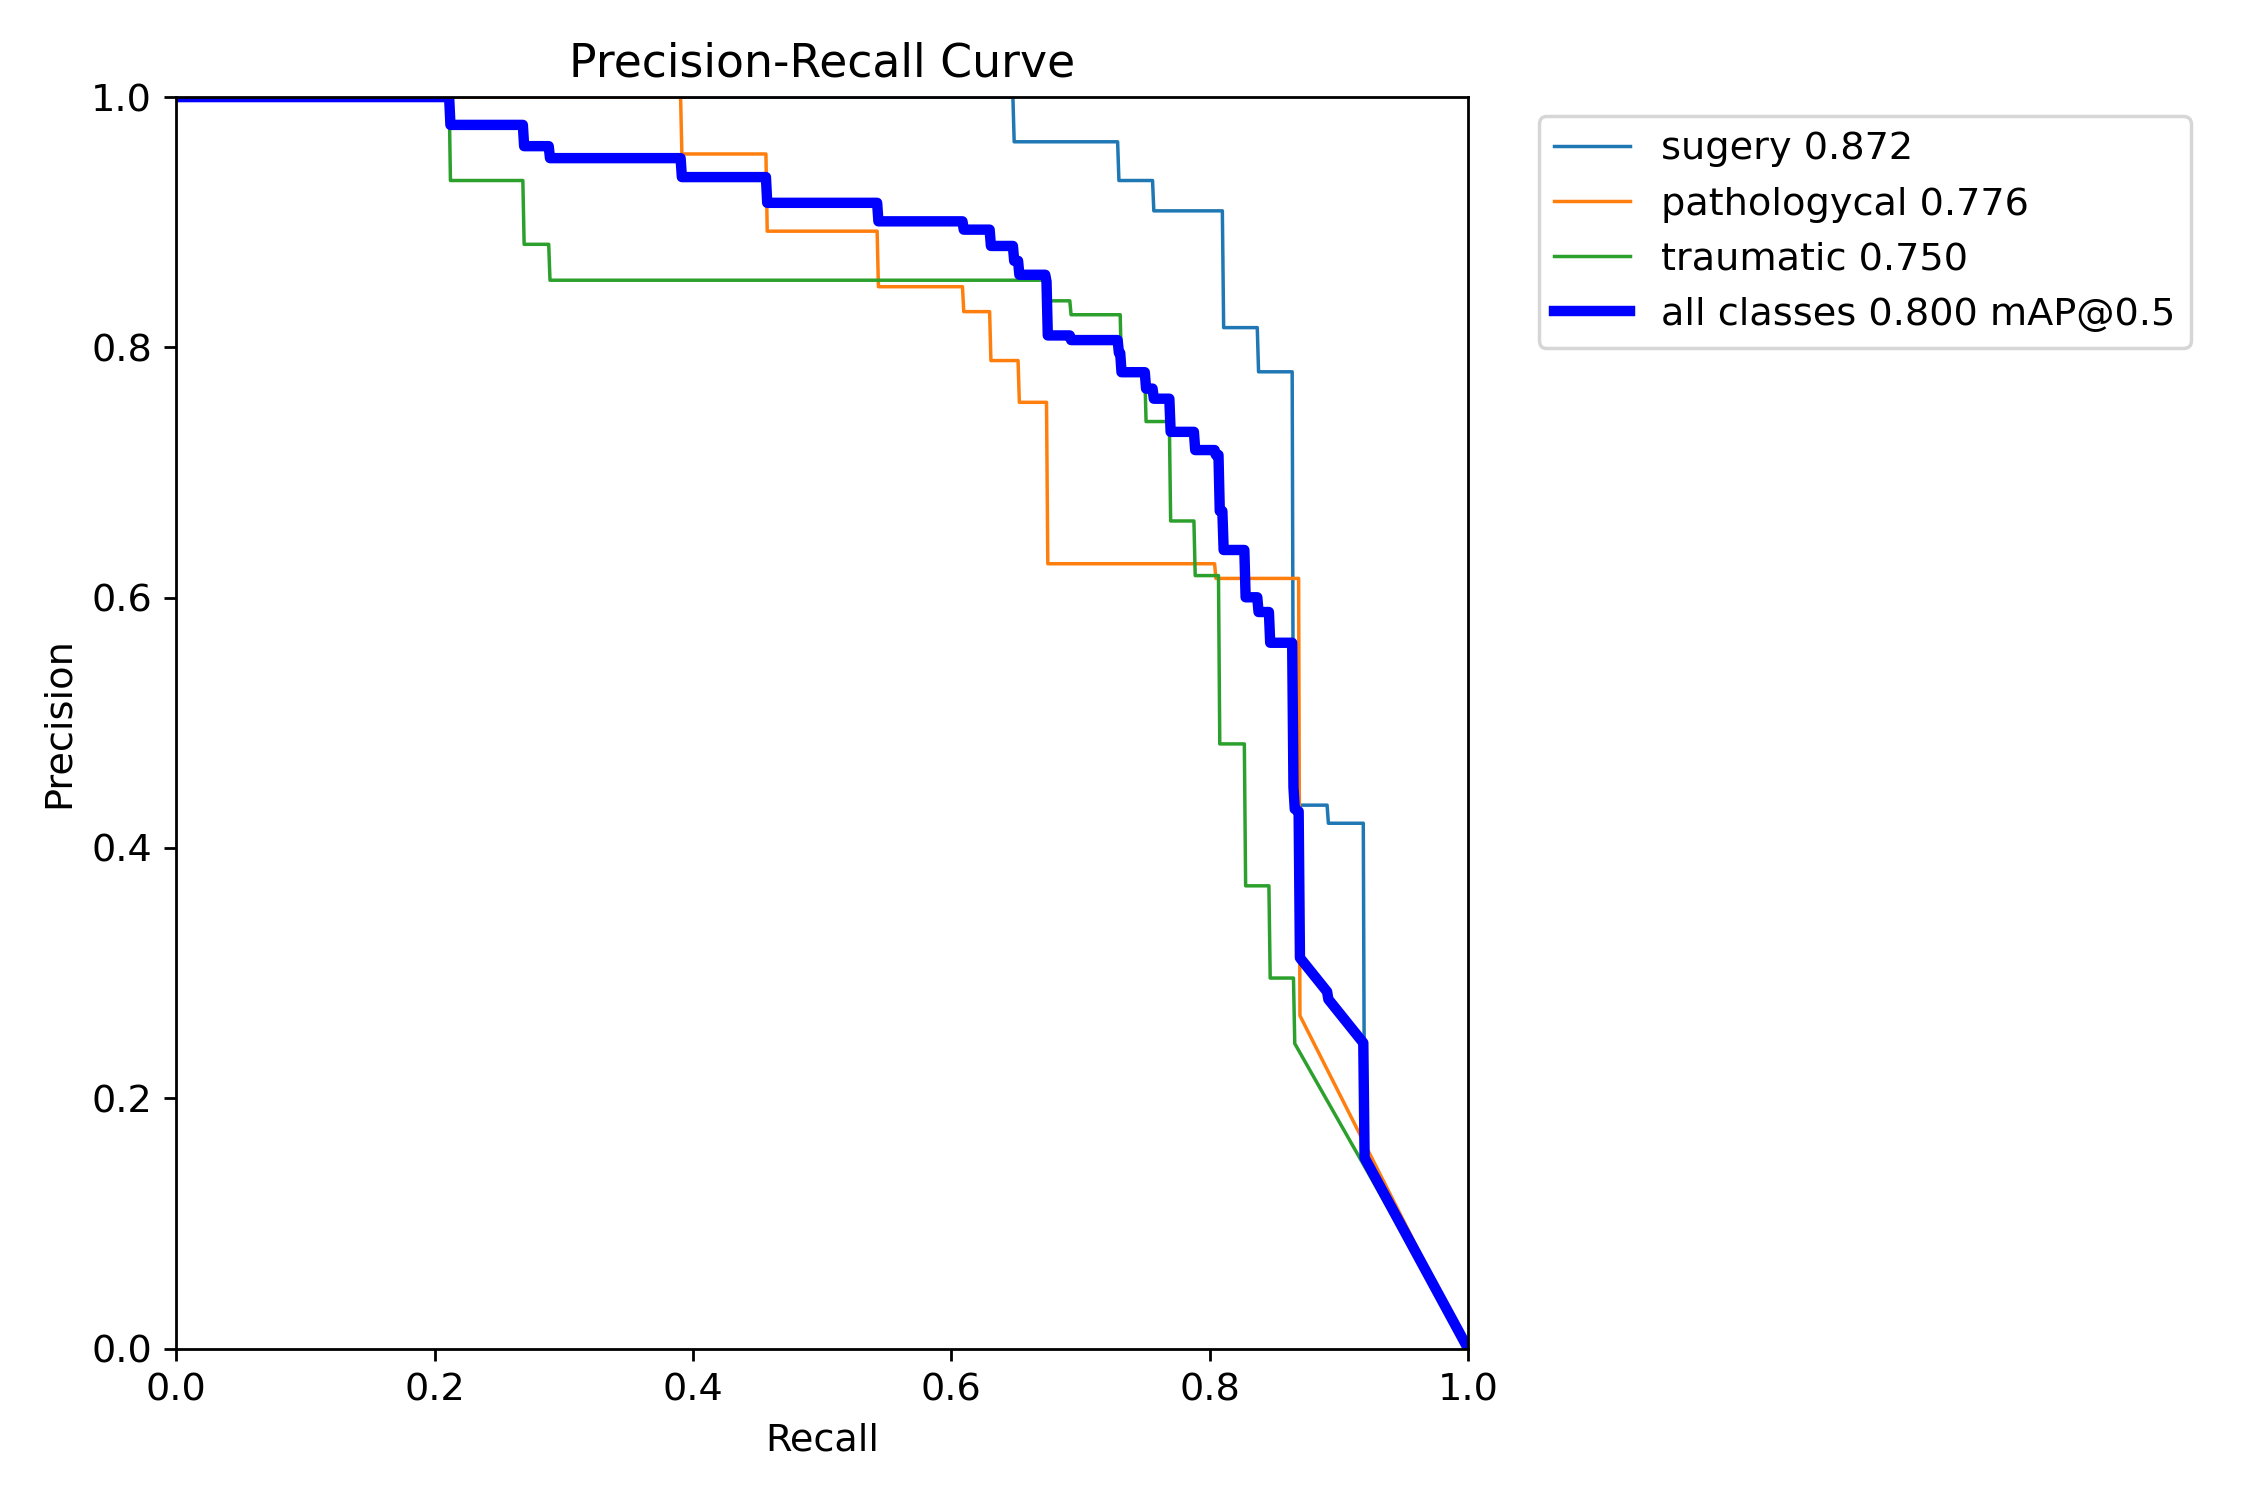 Precision-Recall Curve
1.0
0.8
0.6
0.4
0.2
0.0
Precision
0.0 0.2 0.4 0.6 0.8 1.0
Recall
sugery 0.872
pathologycal 0.776
traumatic 0.750
all classes 0.800 mAP@0.5